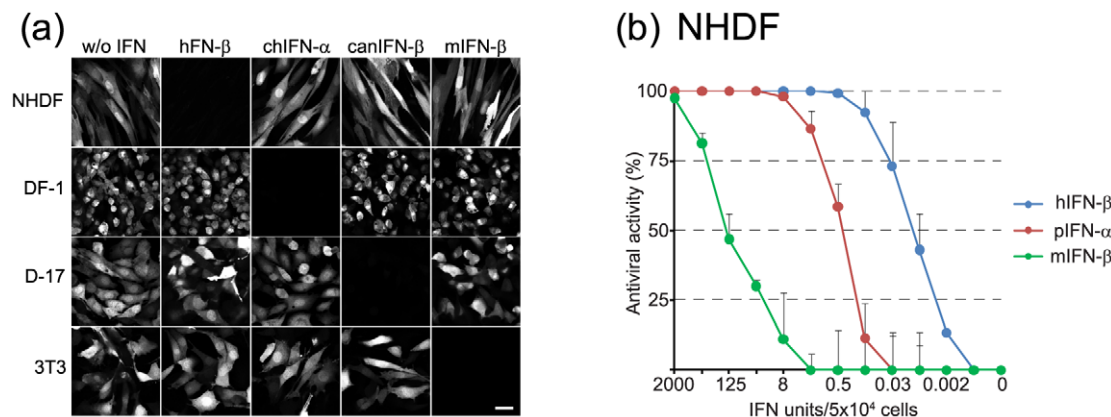 (a)
w/o IFN hFN-β chIFN-α canIFN-β mIFN-β
NHDF
DF-1
D-17
3T3
(b) NHDF
Antiviral activity (%)
100
75
50
25
2000 125 8 0.5 0.03 0.002 0
IFN units/5x10⁴ cells
hIFN-β
pIFN-α
mIFN-β